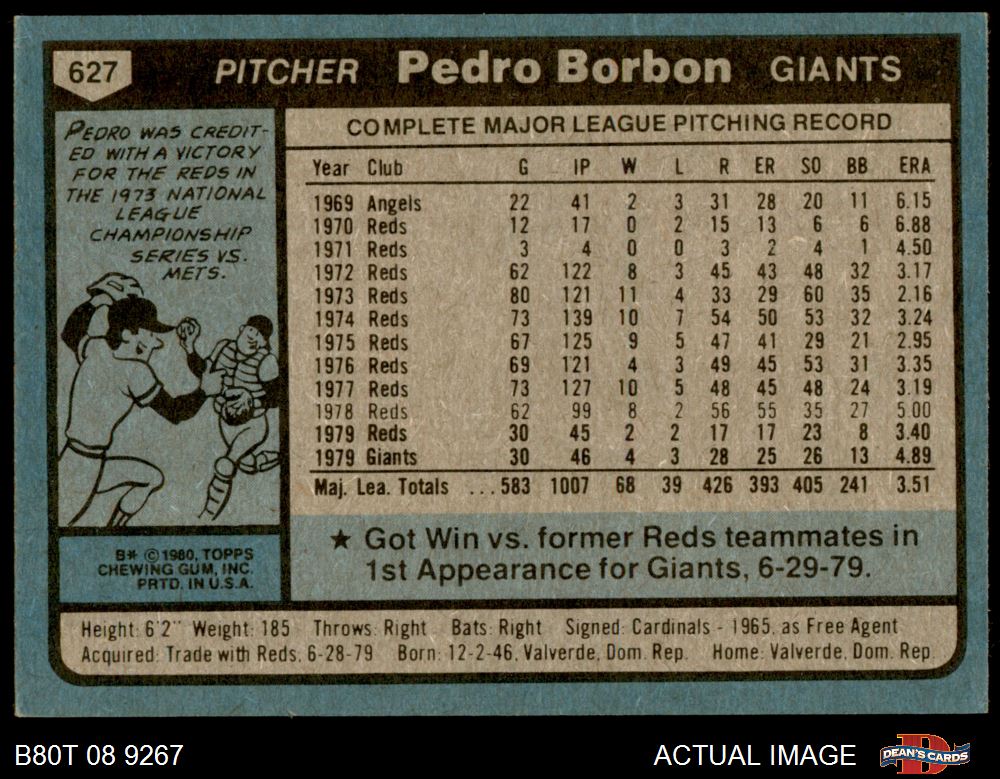 627 PITCHER Pedro Borbon GIANTS
PEDRO WAS CREDIT-
ED WITH A VICTORY
FOR THE REDS IN
THE 1973 NATIONAL
LEAGUE
CHAMPIONSHIP
SERIES VS.
METS.
COMPLETE MAJOR LEAGUE PITCHING RECORD
Year Club G IP W L R ER SO BB ERA
1969 Angels 22 41 2 3 31 28 20 11 6.15
1970 Reds 12 17 0 2 15 13 6 6 6.88
1971 Reds 3 4 0 0 3 2 4 1 4.50
1972 Reds 62 122 8 3 45 43 48 32 3.17
1973 Reds 80 121 11 4 33 29 60 35 2.16
1974 Reds 73 139 10 7 54 50 53 32 3.24
1975 Reds 67 125 9 5 47 41 29 21 2.95
1976 Reds 69 121 4 3 49 45 53 31 3.35
1977 Reds 73 127 10 5 48 45 48 24 3.19
1978 Reds 62 99 8 2 56 55 35 27 5.00
1979 Reds 30 45 2 2 17 17 23 8 3.40
1979 Giants 30 46 4 3 28 25 26 13 4.89
Maj. Lea. Totals ...583 1007 68 39 426 393 405 241 3.51
★ Got Win vs. former Reds teammates in
1st Appearance for Giants, 6-29-79.
B* © 1980, TOPPS
CHEWING GUM, INC.
PRTD. IN U.S.A.
Height: 6'2" Weight: 185 Throws: Right Bats: Right Signed: Cardinals - 1965, as Free Agent
Acquired: Trade with Reds, 6-28-79 Born: 12-2-46, Valverde, Dom. Rep. Home: Valverde, Dom. Rep.
B80T 08 9267 ACTUAL IMAGE DEAN'S CARDS